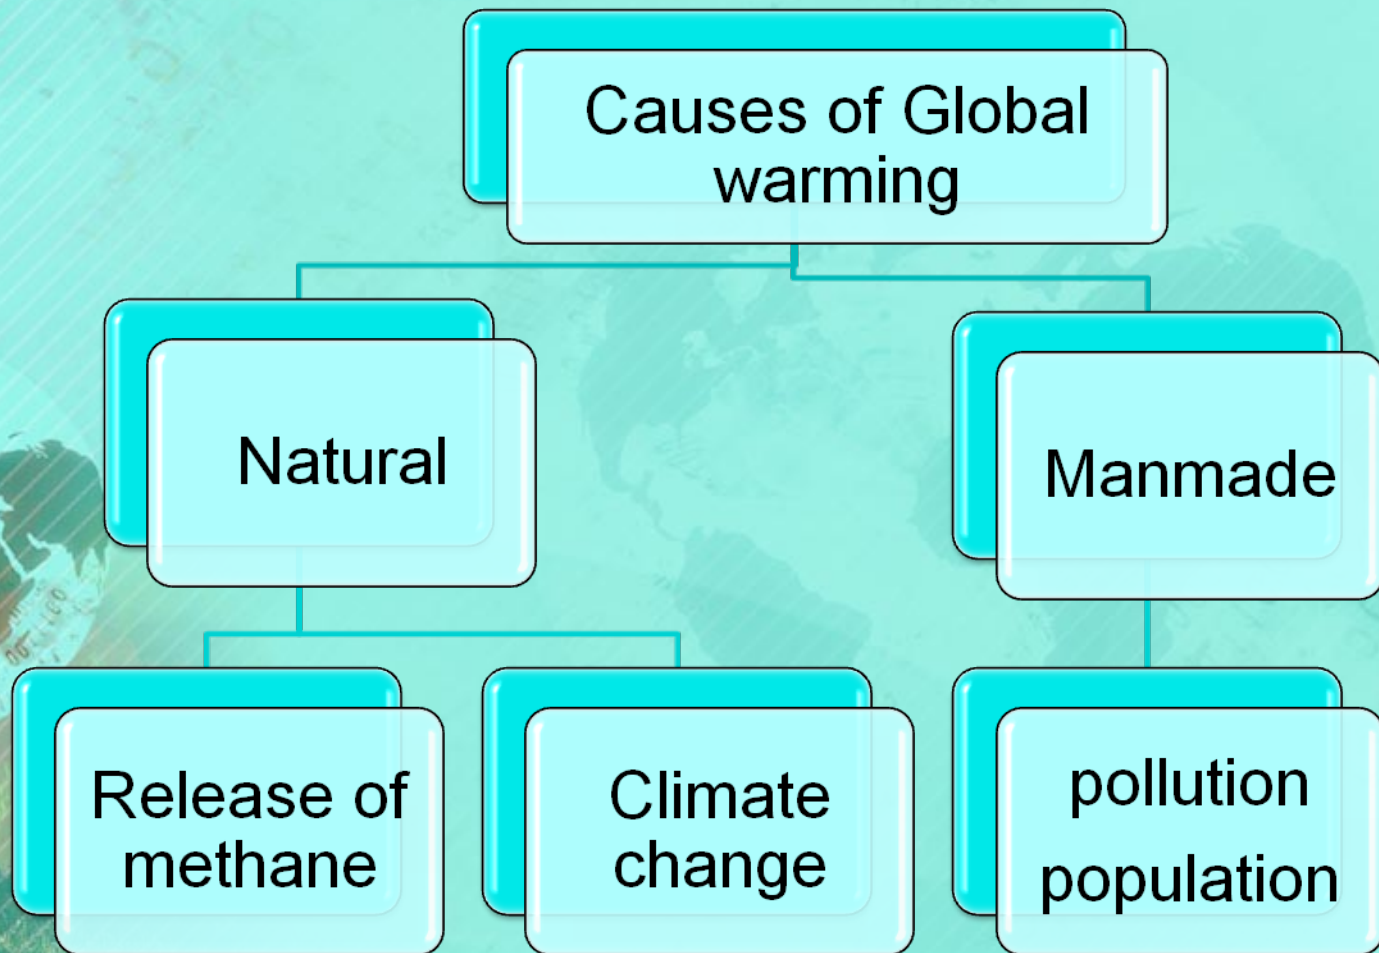 Causes of Global
warming
Natural
Manmade
Release of
methane
Climate
change
pollution
population